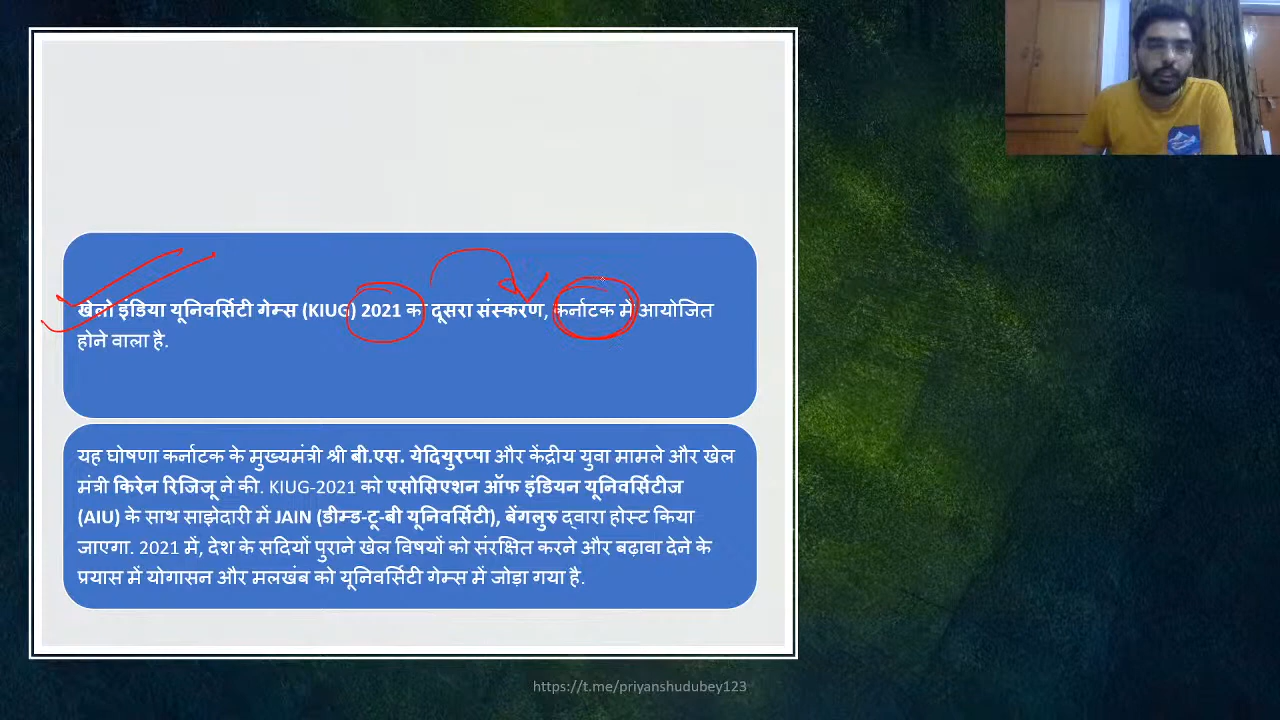 खेलो इंडिया यूनिवर्सिटी गेम्स (KIUG) 2021 का दूसरा संस्करण, कर्नाटक में आयोजित
होने वाला है.
यह घोषणा कर्नाटक के मुख्यमंत्री श्री बी.एस. येदियुरप्पा और केंद्रीय युवा मामले और खेल
मंत्री किरेन रिजिजू ने की. KIUG-2021 को एसोसिएशन ऑफ इंडियन यूनिवर्सिटीज
(AIU) के साथ साझेदारी में JAIN (डीम्ड-टू-बी यूनिवर्सिटी), बेंगलुरु द्वारा होस्ट किया
जाएगा. 2021 में, देश के सदियों पुराने खेल विषयों को संरक्षित करने और बढ़ावा देने के
प्रयास में योगासन और मलखंब को यूनिवर्सिटी गेम्स में जोड़ा गया है.
https://t.me/priyanshudubey123